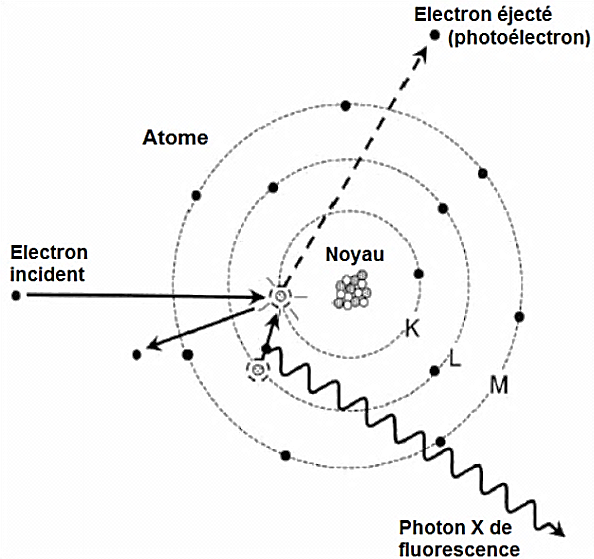 Electron éjecté
(photoélectron)
Atome
Electron
incident
Noyau
K
L
M
Photon X de
fluorescence